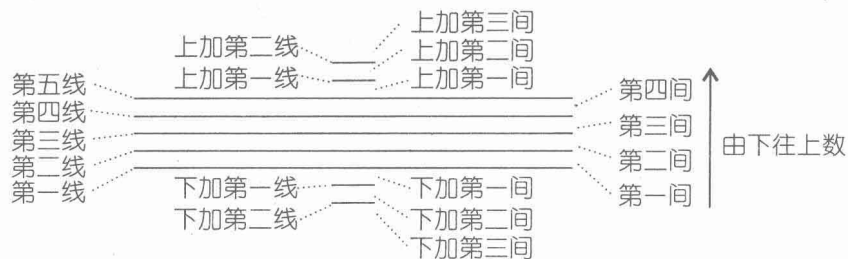 上加第三间
上加第二线 上加第二间
上加第一线 上加第一间
第五线 第四间
第四线
第三线 第三间
第二线 第二间 由下往上数
第一线 第一间
下加第一线 下加第一间
下加第二线 下加第二间
下加第三间